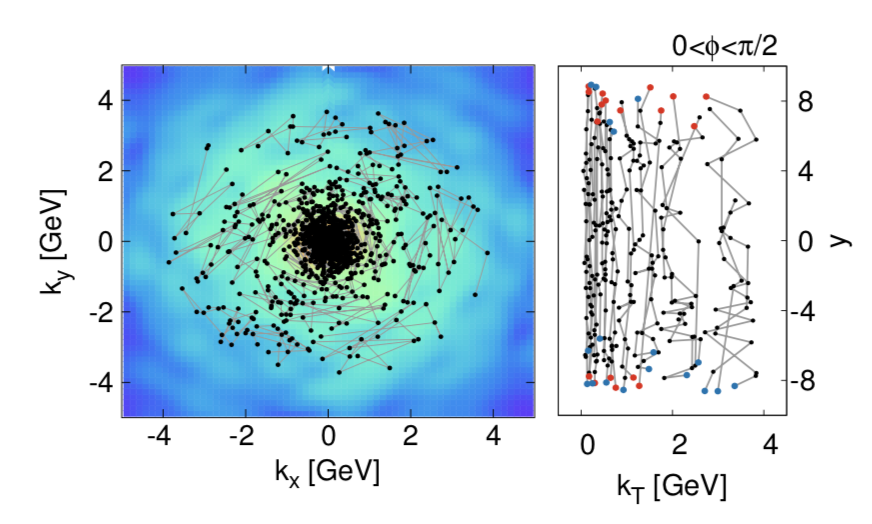 0<ϕ<π/2
4
2
0
-2
-4
k_y [GeV]
-4 -2 0 2 4
k_x [GeV]
8
4
0
-4
-8
y
0 2 4
k_T [GeV]